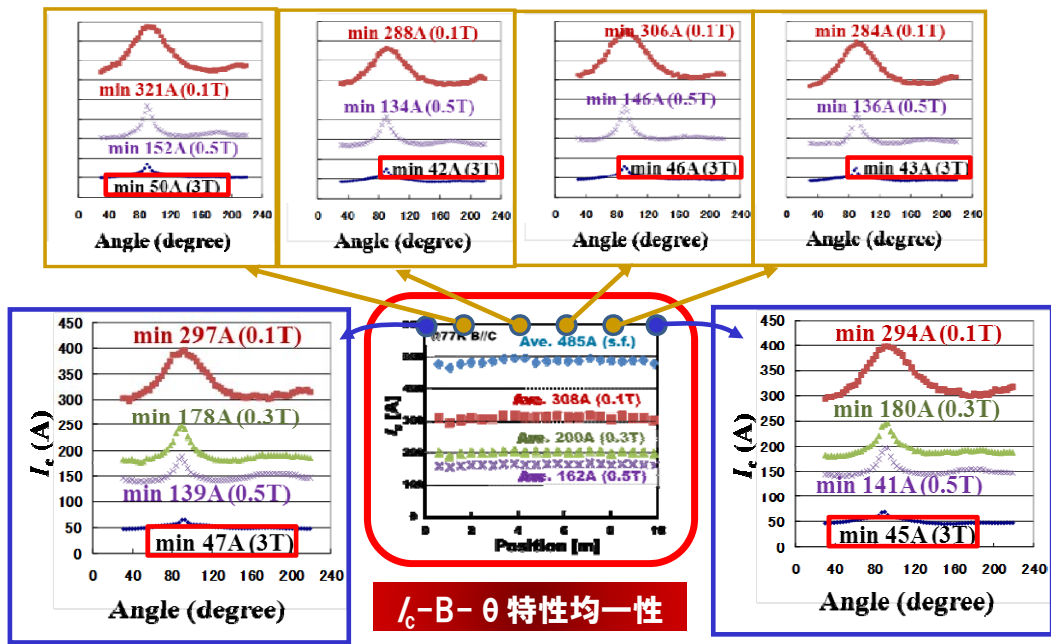 min 321A (0.1T)
min 152A (0.5T)
min 50A (3T)
0 40 80 120 160 200 240
Angle (degree)
min 288A (0.1T)
min 134A (0.5T)
min 42A (3T)
0 40 80 120 160 200 240
Angle (degree)
min 306A (0.1T)
min 146A (0.5T)
min 46A (3T)
0 40 80 120 160 200 240
Angle (degree)
min 284A (0.1T)
min 136A (0.5T)
min 43A (3T)
0 40 80 120 160 200 240
Angle (degree)
450
400
350
300
250
200
150
100
50
0
Ic (A)
min 297A (0.1T)
min 178A (0.3T)
min 139A (0.5T)
min 47A (3T)
0 40 80 120 160 200 240
Angle (degree)
@77K B//C
Ave. 485A (s.f.)
Ave. 308A (0.1T)
Ave. 200A (0.3T)
Ave. 162A (0.5T)
0 2 4 6 8 10
Position [m]
450
400
350
300
250
200
150
100
50
0
Ic (A)
min 294A (0.1T)
min 180A (0.3T)
min 141A (0.5T)
min 45A (3T)
0 40 80 120 160 200 240
Angle (degree)
Ic-B-θ特性均一性